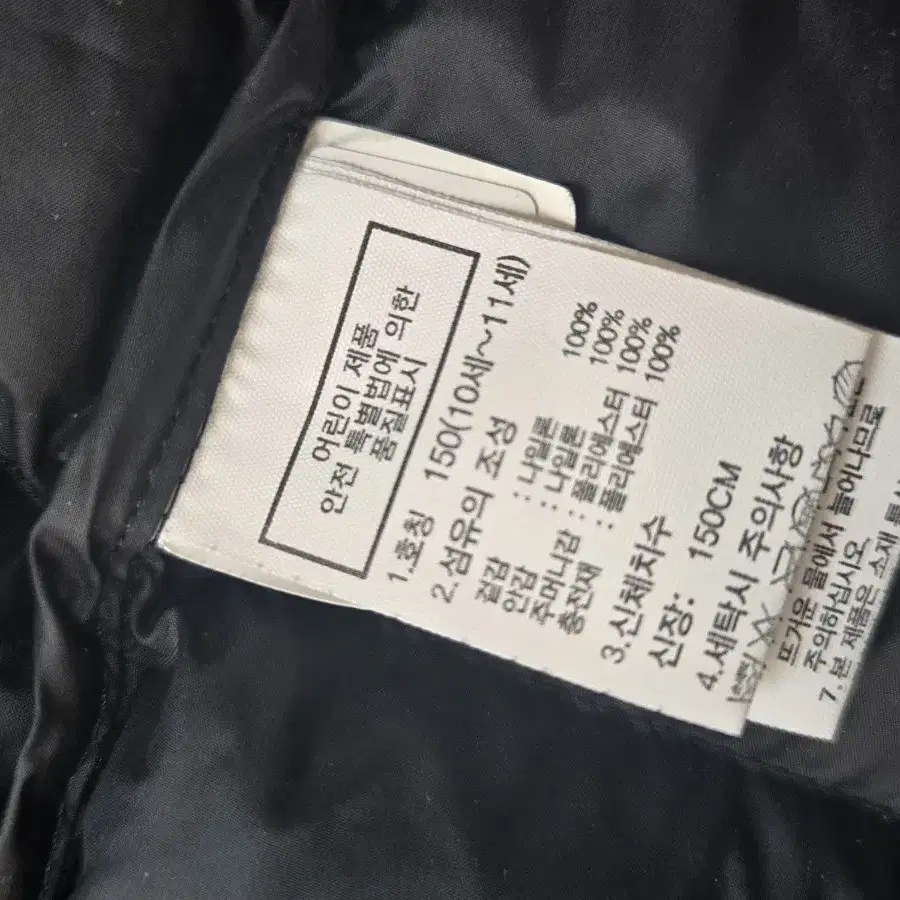 어린이 제품
안전 특별법에 의한
품질표시
1.호칭 150(10세~11세)
2.섬유의 조성
겉감 : 나일론 100%
안감 : 나일론 100%
주머니감 : 폴리에스터 100%
충전재 : 폴리에스터 100%
3.신체치수
신장: 150CM
4.세탁시 주의사항
뜨거운 물에서 늘어나므로
주의하십시오
7.본 제품은 소재